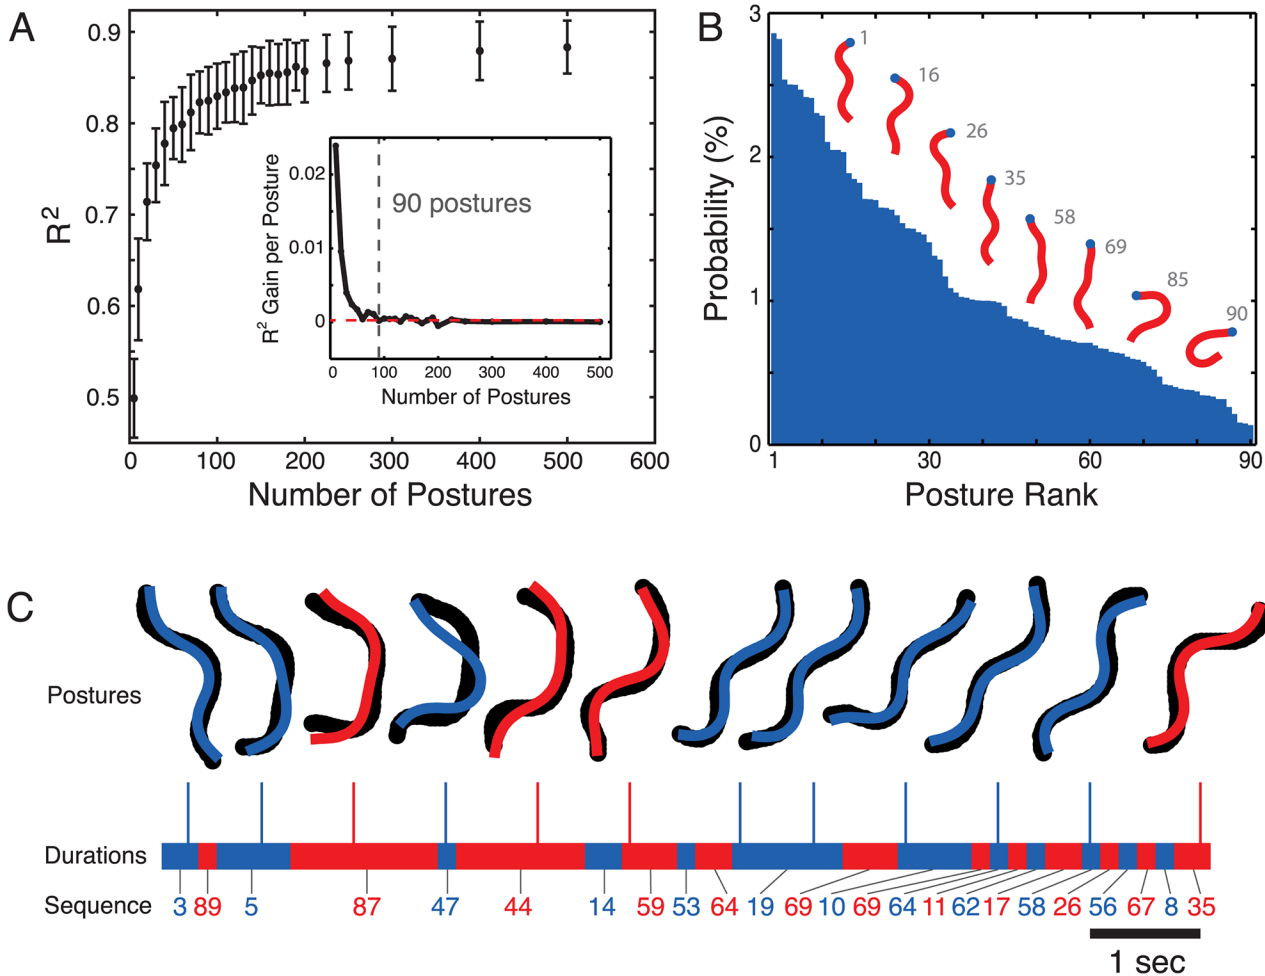 A
0.9
0.8
0.7
0.6
0.5
R2
0 100 200 300 400 500 600
Number of Postures
0.02
0.01
0
R2 Gain per Posture
90 postures
0 100 200 300 400 500
Number of Postures
B
3
2
1
0
Probability (%)
1
16
26
35
58
69
85
90
1 30 60 90
Posture Rank
C
Postures
Durations
Sequence 3 89 5 87 47 44 14 59 53 64 19 69 10 69 64 11 62 17 58 26 56 67 8 35
1 sec